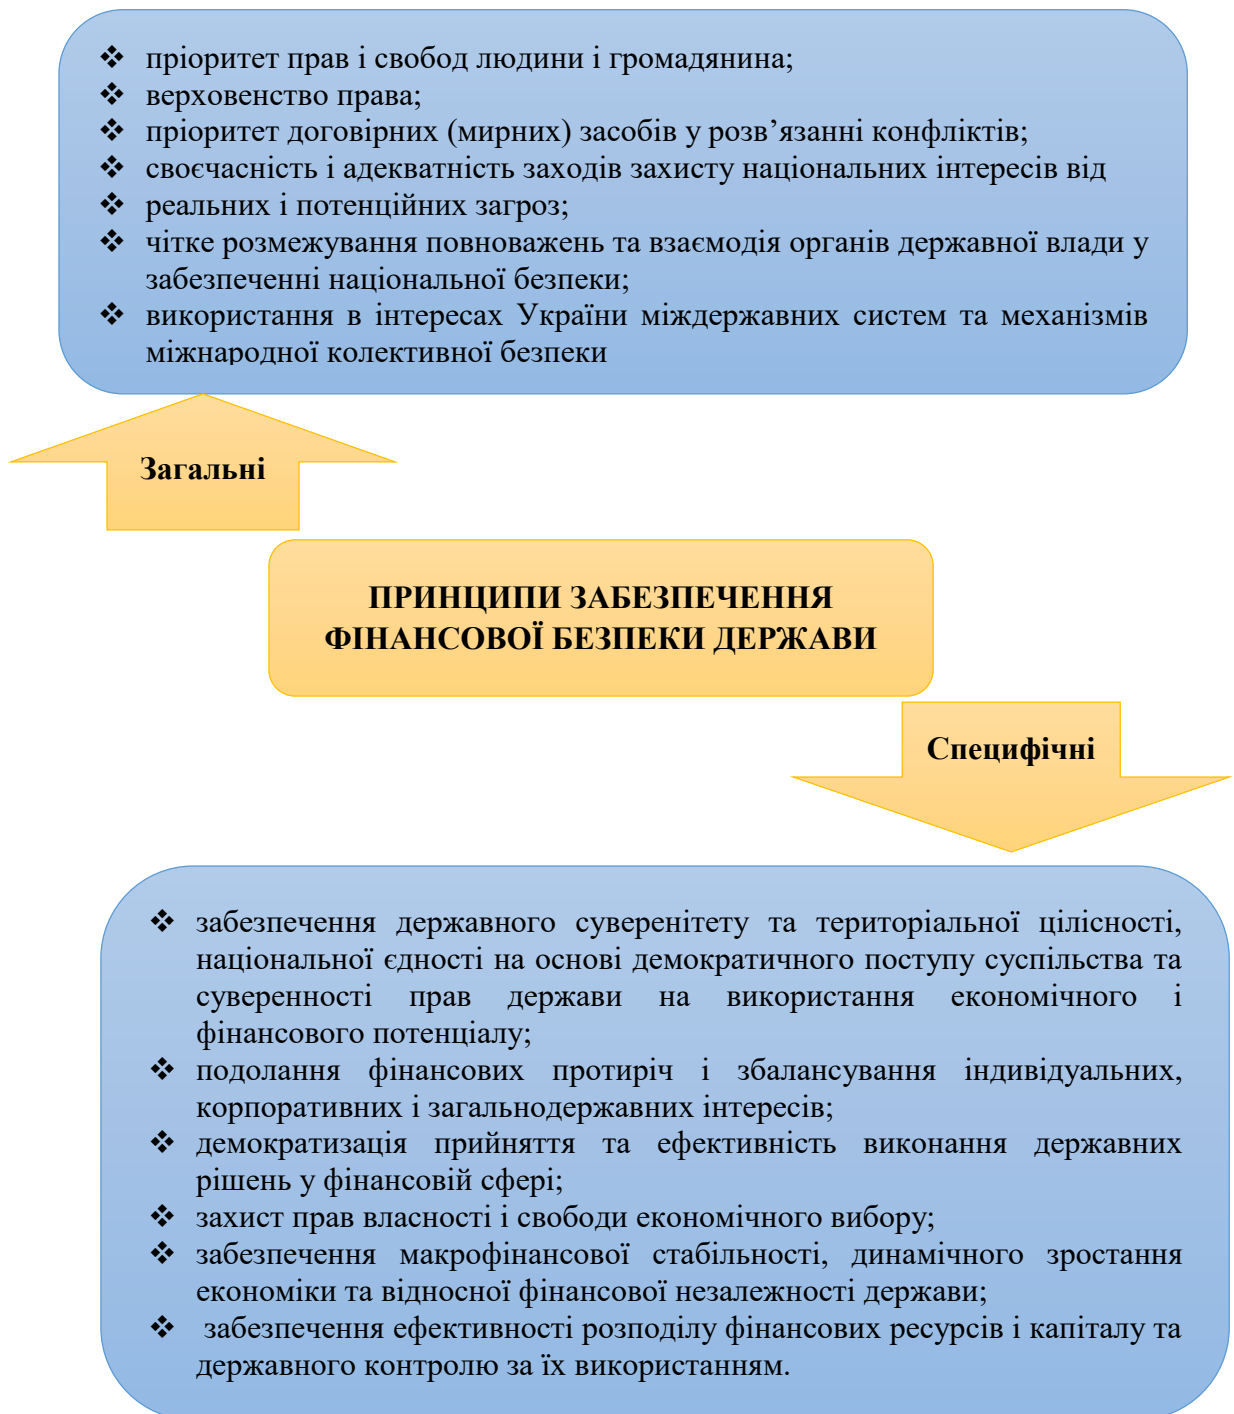 ❖ пріоритет прав і свобод людини і громадянина;
❖ верховенство права;
❖ пріоритет договірних (мирних) засобів у розв’язанні конфліктів;
❖ своєчасність і адекватність заходів захисту національних інтересів від
❖ реальних і потенційних загроз;
❖ чітке розмежування повноважень та взаємодія органів державної влади у
забезпеченні національної безпеки;
❖ використання в інтересах України міждержавних систем та механізмів
міжнародної колективної безпеки
Загальні
ПРИНЦИПИ ЗАБЕЗПЕЧЕННЯ
ФІНАНСОВОЇ БЕЗПЕКИ ДЕРЖАВИ
Специфічні
❖ забезпечення державного суверенітету та територіальної цілісності,
національної єдності на основі демократичного поступу суспільства та
суверенності прав держави на використання економічного і
фінансового потенціалу;
❖ подолання фінансових протиріч і збалансування індивідуальних,
корпоративних і загальнодержавних інтересів;
❖ демократизація прийняття та ефективність виконання державних
рішень у фінансовій сфері;
❖ захист прав власності і свободи економічного вибору;
❖ забезпечення макрофінансової стабільності, динамічного зростання
економіки та відносної фінансової незалежності держави;
❖ забезпечення ефективності розподілу фінансових ресурсів і капіталу та
державного контролю за їх використанням.